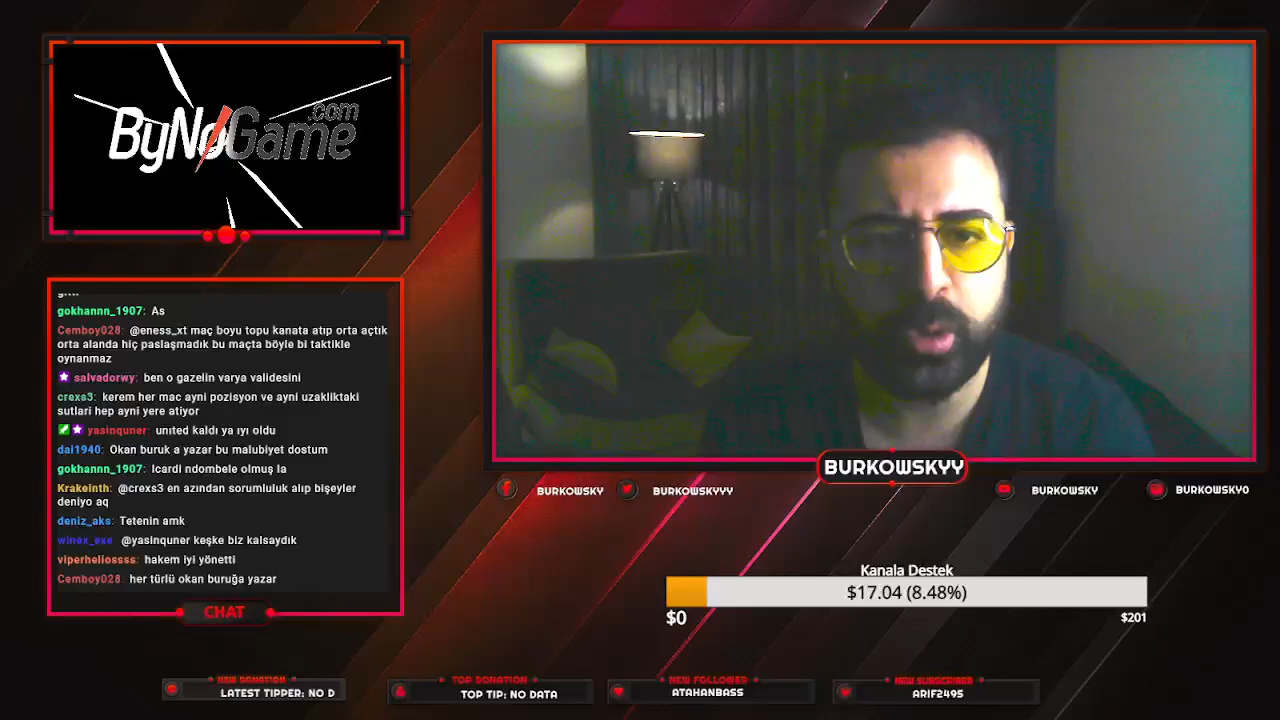 ByNoGame
.com
gokhannn_1907: As
Cemboy028: @eness_xt maç boyu topu kanata atıp orta açtık
orta alanda hiç paslaşmadık bu maçta böyle bi taktikle
oynanmaz
salvadorwy: ben o gazelin varya validesini
crexs3: kerem her mac ayni pozisyon ve ayni uzakliktaki
sutlari hep ayni yere atiyor
yasinquner: unıted kaldı ya ıyı oldu
dai1940: Okan buruk a yazar bu malubiyet dostum
gokhannn_1907: Icardi ndombele olmuş la
Krakeinth: @crexs3 en azından sorumluluk alıp bişeyler
deniyo aq
deniz_aks: Tetenin amk
winex_exe: @yasinquner keşke biz kalsaydık
viperheliossss: hakem iyi yönetti
Cemboy028: her türlü okan buruğa yazar
CHAT
BURKOWSKYY
BURKOWSKY
BURKOWSKYYY
BURKOWSKY
BURKOWSKY0
Kanala Destek
$17.04 (8.48%)
$0
$201
NEW DONATION
LATEST TIPPER: NO D
TOP DONATION
TOP TIP: NO DATA
NEW FOLLOWER
ATAHANBASS
NEW SUBSCRIBER
ARIF2495